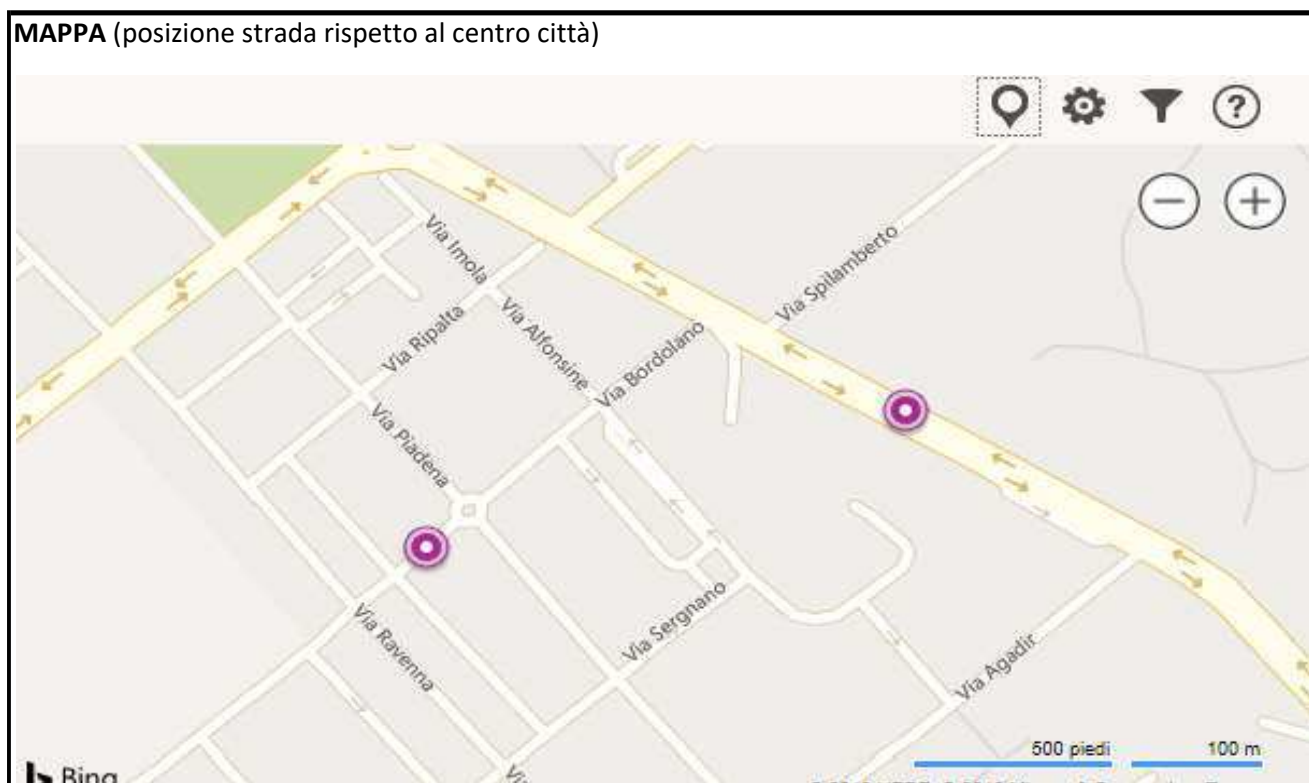 MAPPA (posizione strada rispetto al centro città)
?
Via Imola
Via Spilamberto
Via Ripalta
Via Alfonsine
Via Bordolano
Via Piadena
Via Sergnano
Via Ravenna
Via Agadir
500 piedi 100 m
Bing
Via